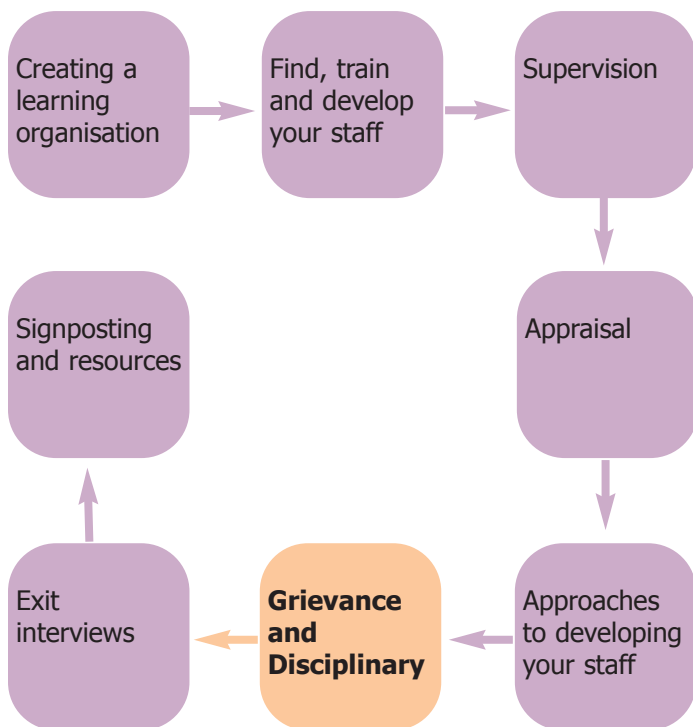 Creating a
learning
organisation
Find, train
and develop
your staff
Supervision
Appraisal
Approaches
to developing
your staff
Grievance
and
Disciplinary
Exit
interviews
Signposting
and resources